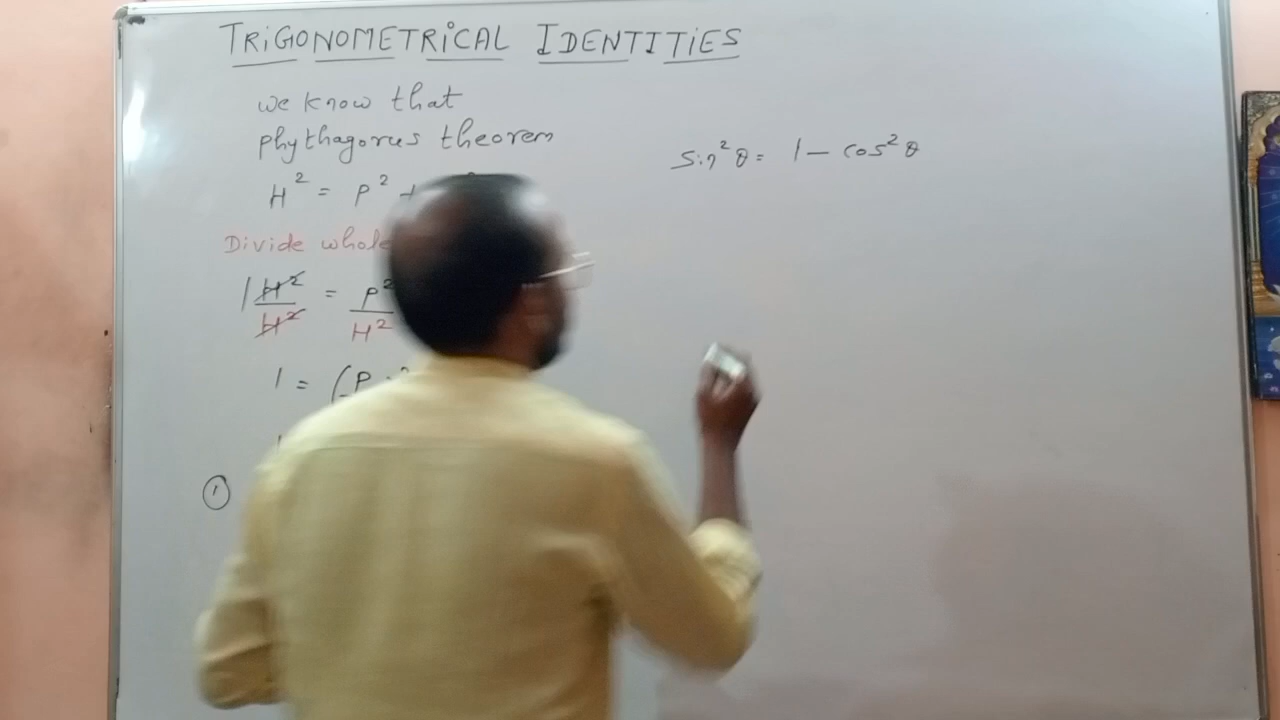 TRIGONOMETRICAL IDENTITIES
we know that
phythagorus theorem
H² = P² +
Divide whole
1 H²/H² = P²/H²
1 = (P
①
sin²θ = 1 - cos²θ